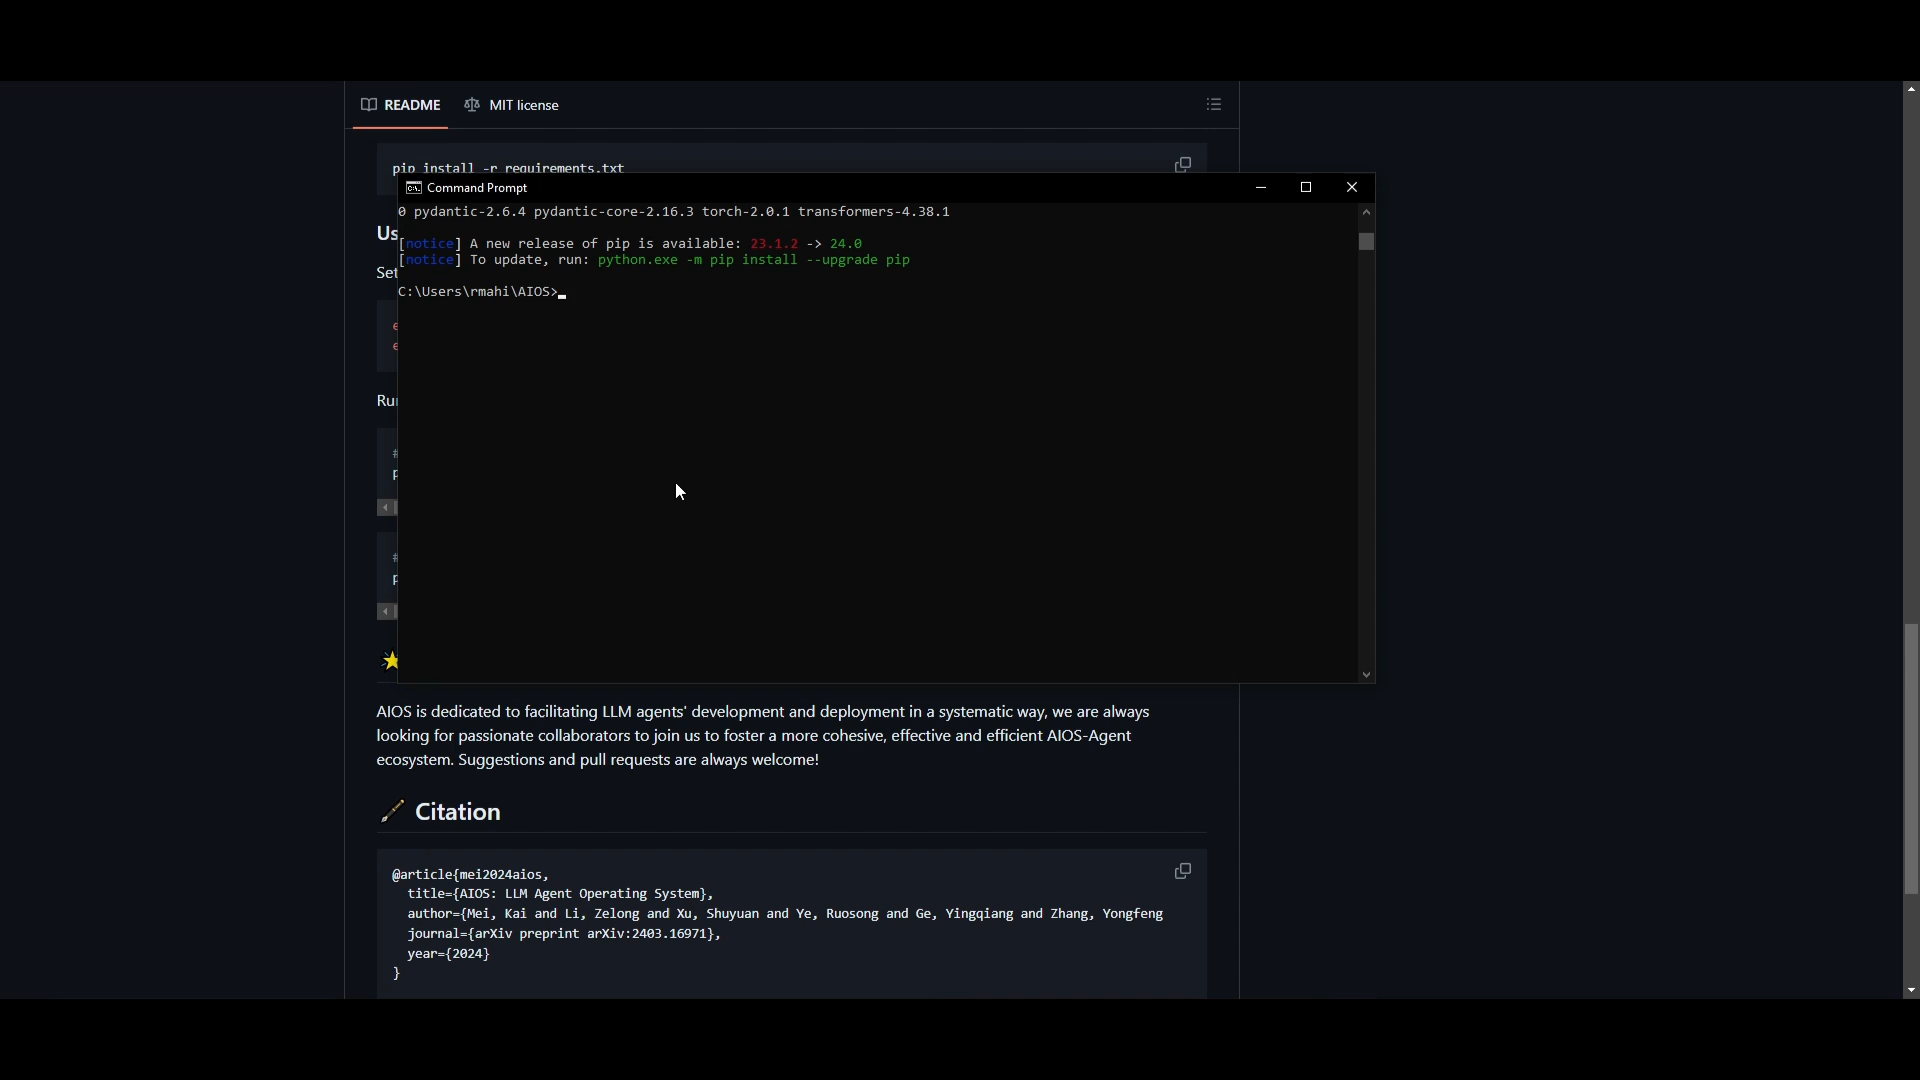 README MIT license
pip install -r requirements.txt
Command Prompt
0 pydantic-2.6.4 pydantic-core-2.16.3 torch-2.0.1 transformers-4.38.1
Us
[notice] A new release of pip is available: 23.1.2 -> 24.0
[notice] To update, run: python.exe -m pip install --upgrade pip
Set
C:\Users\rmahi\AIOS>
e
e
Ru
#
p
#
p
AIOS is dedicated to facilitating LLM agents' development and deployment in a systematic way, we are always
looking for passionate collaborators to join us to foster a more cohesive, effective and efficient AIOS-Agent
ecosystem. Suggestions and pull requests are always welcome!
Citation
@article{mei2024aios,
title={AIOS: LLM Agent Operating System},
author={Mei, Kai and Li, Zelong and Xu, Shuyuan and Ye, Ruosong and Ge, Yingqiang and Zhang, Yongfeng
journal={arXiv preprint arXiv:2403.16971},
year={2024}
}